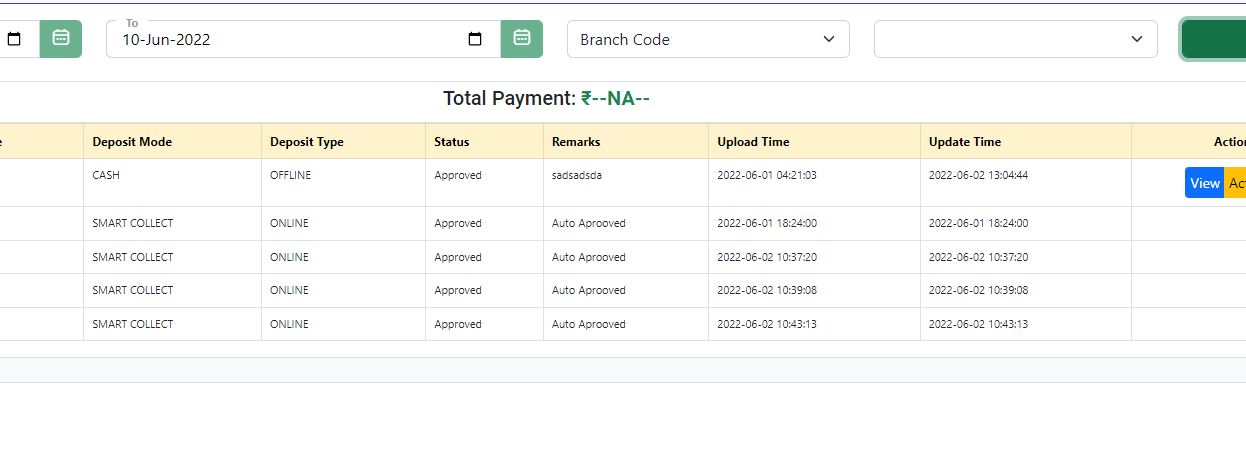 To
10-Jun-2022 Branch Code
Total Payment: ₹--NA--
Deposit Mode Deposit Type Status Remarks Upload Time Update Time
CASH OFFLINE Approved sadsadsda 2022-06-01 04:21:03 2022-06-02 13:04:44 View
SMART COLLECT ONLINE Approved Auto Aprooved 2022-06-01 18:24:00 2022-06-01 18:24:00
SMART COLLECT ONLINE Approved Auto Aprooved 2022-06-02 10:37:20 2022-06-02 10:37:20
SMART COLLECT ONLINE Approved Auto Aprooved 2022-06-02 10:39:08 2022-06-02 10:39:08
SMART COLLECT ONLINE Approved Auto Aprooved 2022-06-02 10:43:13 2022-06-02 10:43:13